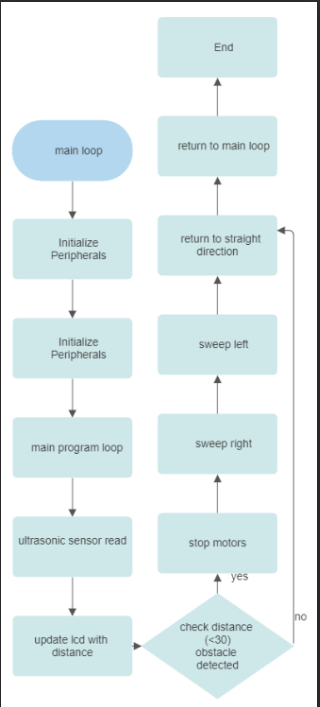 main loop
Initialize
Peripherals
Initialize
Peripherals
main program loop
ultrasonic sensor read
update lcd with
distance
check distance
(<30)
obstacle
detected
yes
no
stop motors
sweep right
sweep left
return to straight
direction
return to main loop
End